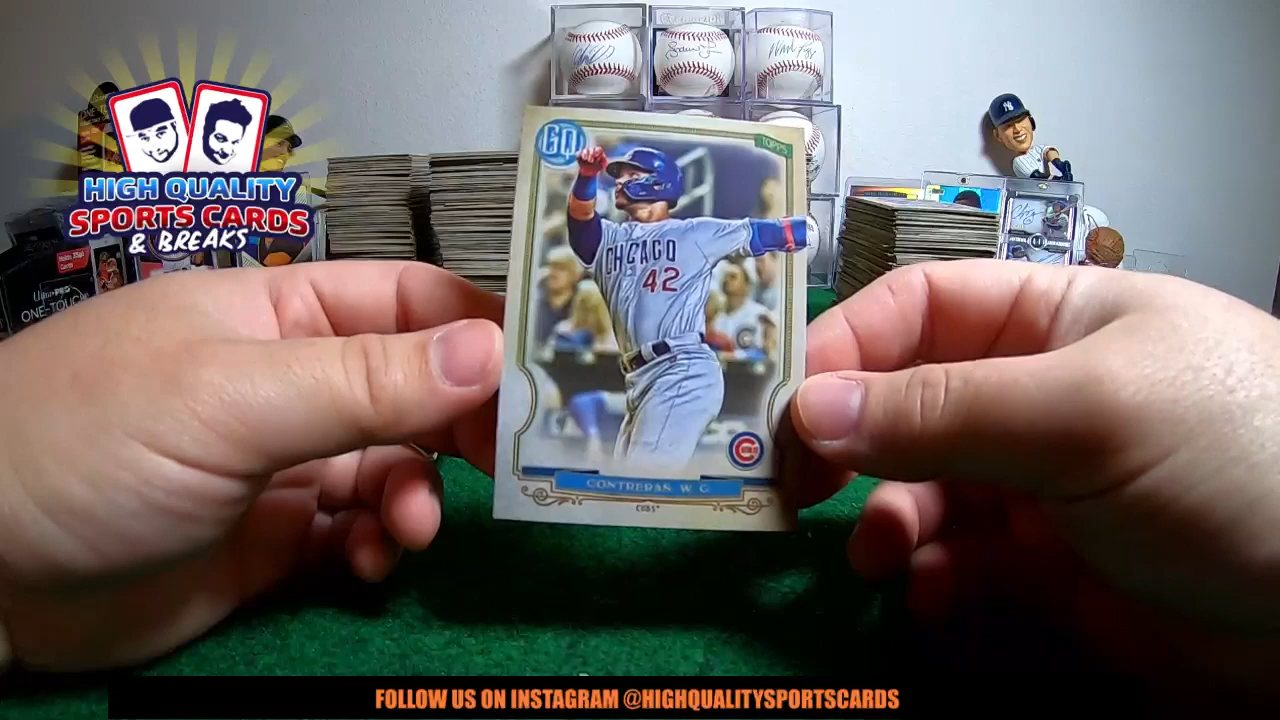 HIGH QUALITY
SPORTS CARDS
& BREAKS
GQ
TOPPS
CHICAGO
42
CONTRERAS W. C.
CUBS
ONE-TOUCH
FOLLOW US ON INSTAGRAM @HIGHQUALITYSPORTSCARDS